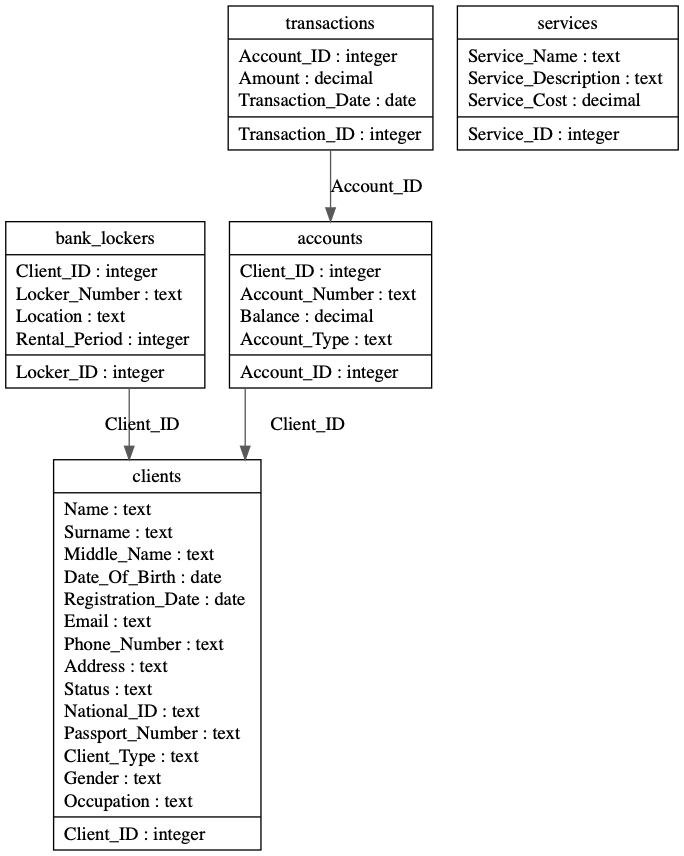 transactions
Account_ID : integer
Amount : decimal
Transaction_Date : date
Transaction_ID : integer
services
Service_Name : text
Service_Description : text
Service_Cost : decimal
Service_ID : integer
Account_ID
bank_lockers
Client_ID : integer
Locker_Number : text
Location : text
Rental_Period : integer
Locker_ID : integer
accounts
Client_ID : integer
Account_Number : text
Balance : decimal
Account_Type : text
Account_ID : integer
Client_ID
Client_ID
clients
Name : text
Surname : text
Middle_Name : text
Date_Of_Birth : date
Registration_Date : date
Email : text
Phone_Number : text
Address : text
Status : text
National_ID : text
Passport_Number : text
Client_Type : text
Gender : text
Occupation : text
Client_ID : integer